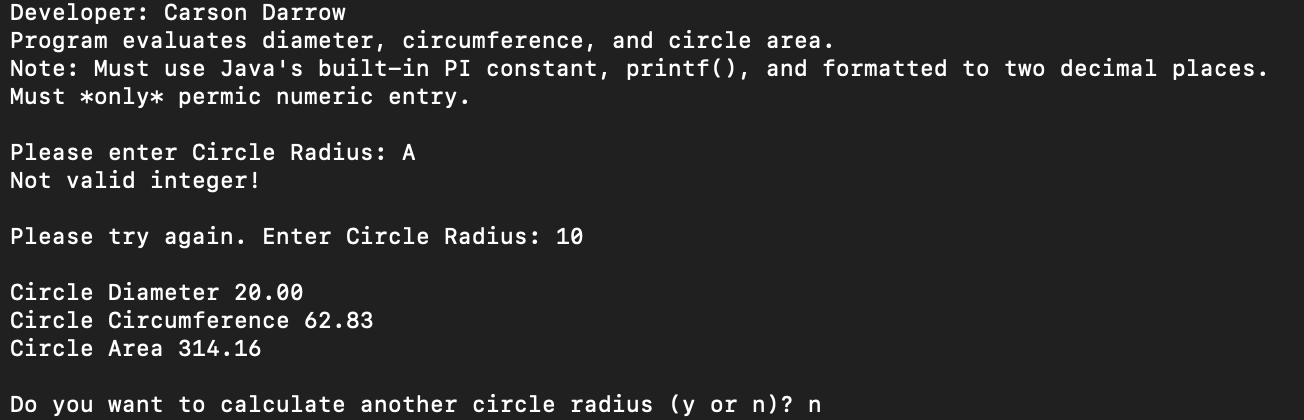 Developer: Carson Darrow
Program evaluates diameter, circumference, and circle area.
Note: Must use Java's built-in PI constant, printf(), and formatted to two decimal places.
Must *only* permic numeric entry.
Please enter Circle Radius: A
Not valid integer!
Please try again. Enter Circle Radius: 10
Circle Diameter 20.00
Circle Circumference 62.83
Circle Area 314.16
Do you want to calculate another circle radius (y or n)? n